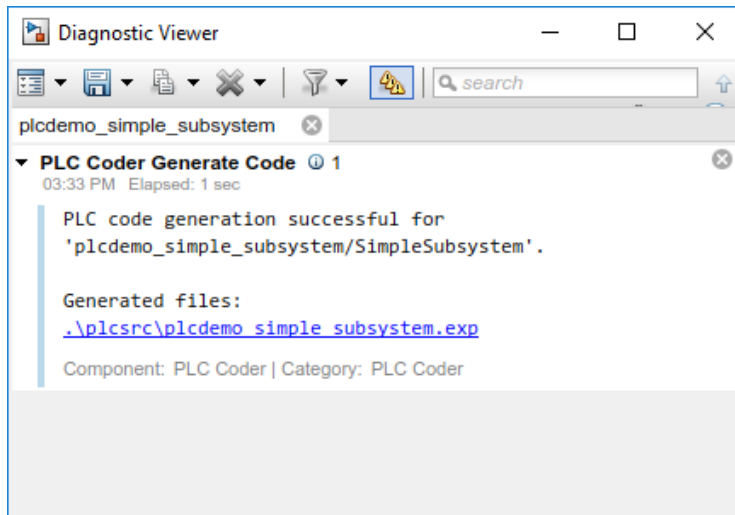 Diagnostic Viewer
search
plcdemo_simple_subsystem
PLC Coder Generate Code 1
03:33 PM Elapsed: 1 sec
PLC code generation successful for
'plcdemo_simple_subsystem/SimpleSubsystem'.
Generated files:
.\plcsrc\plcdemo_simple_subsystem.exp
Component: PLC Coder | Category: PLC Coder